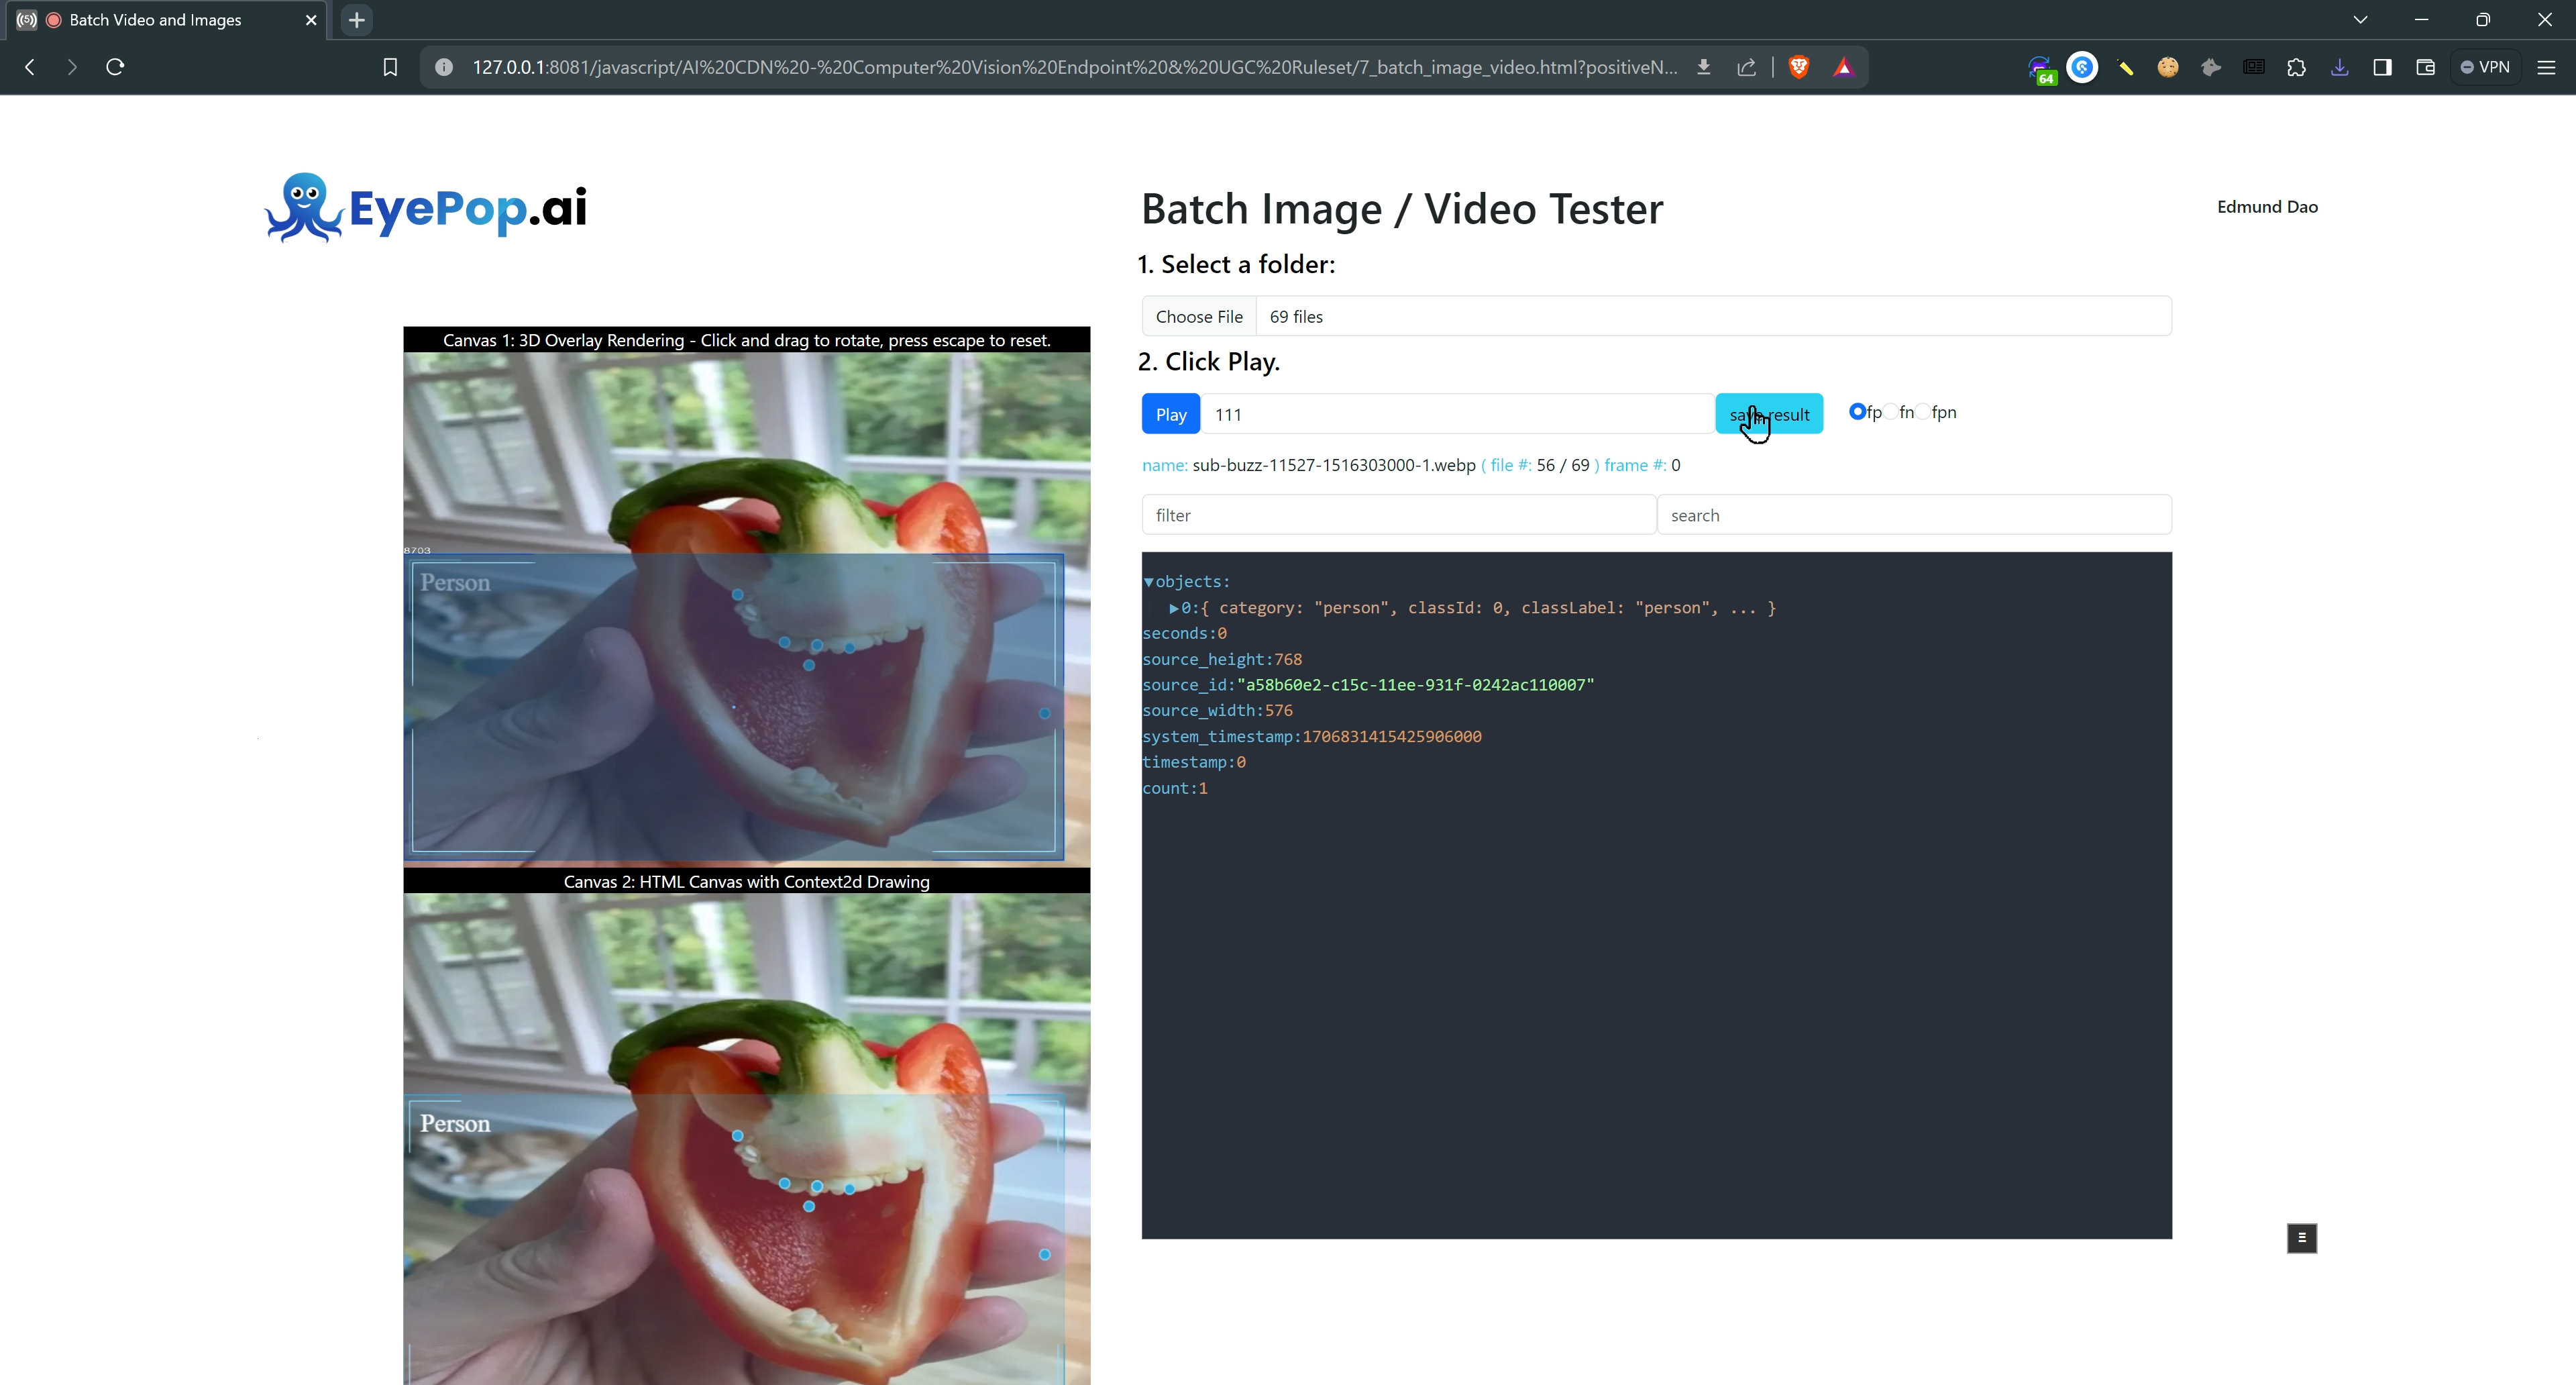 Batch Video and Images
127.0.0.1:8081/javascript/AI%20CDN%20-%20Computer%20Vision%20Endpoint%20&%20UGC%20Ruleset/7_batch_image_video.html?positiveN...
64
VPN
EyePop.ai
Batch Image / Video Tester
Edmund Dao
1. Select a folder:
Choose File 69 files
2. Click Play.
Play 111 save result fp fn fpn
name: sub-buzz-11527-1516303000-1.webp ( file #: 56 / 69 ) frame #: 0
filter search
▼objects:
▶0:{ category: "person", classId: 0, classLabel: "person", ... }
seconds:0
source_height:768
source_id:"a58b60e2-c15c-11ee-931f-0242ac110007"
source_width:576
system_timestamp:1706831415425906000
timestamp:0
count:1
Canvas 1: 3D Overlay Rendering - Click and drag to rotate, press escape to reset.
8703
Person
Canvas 2: HTML Canvas with Context2d Drawing
Person